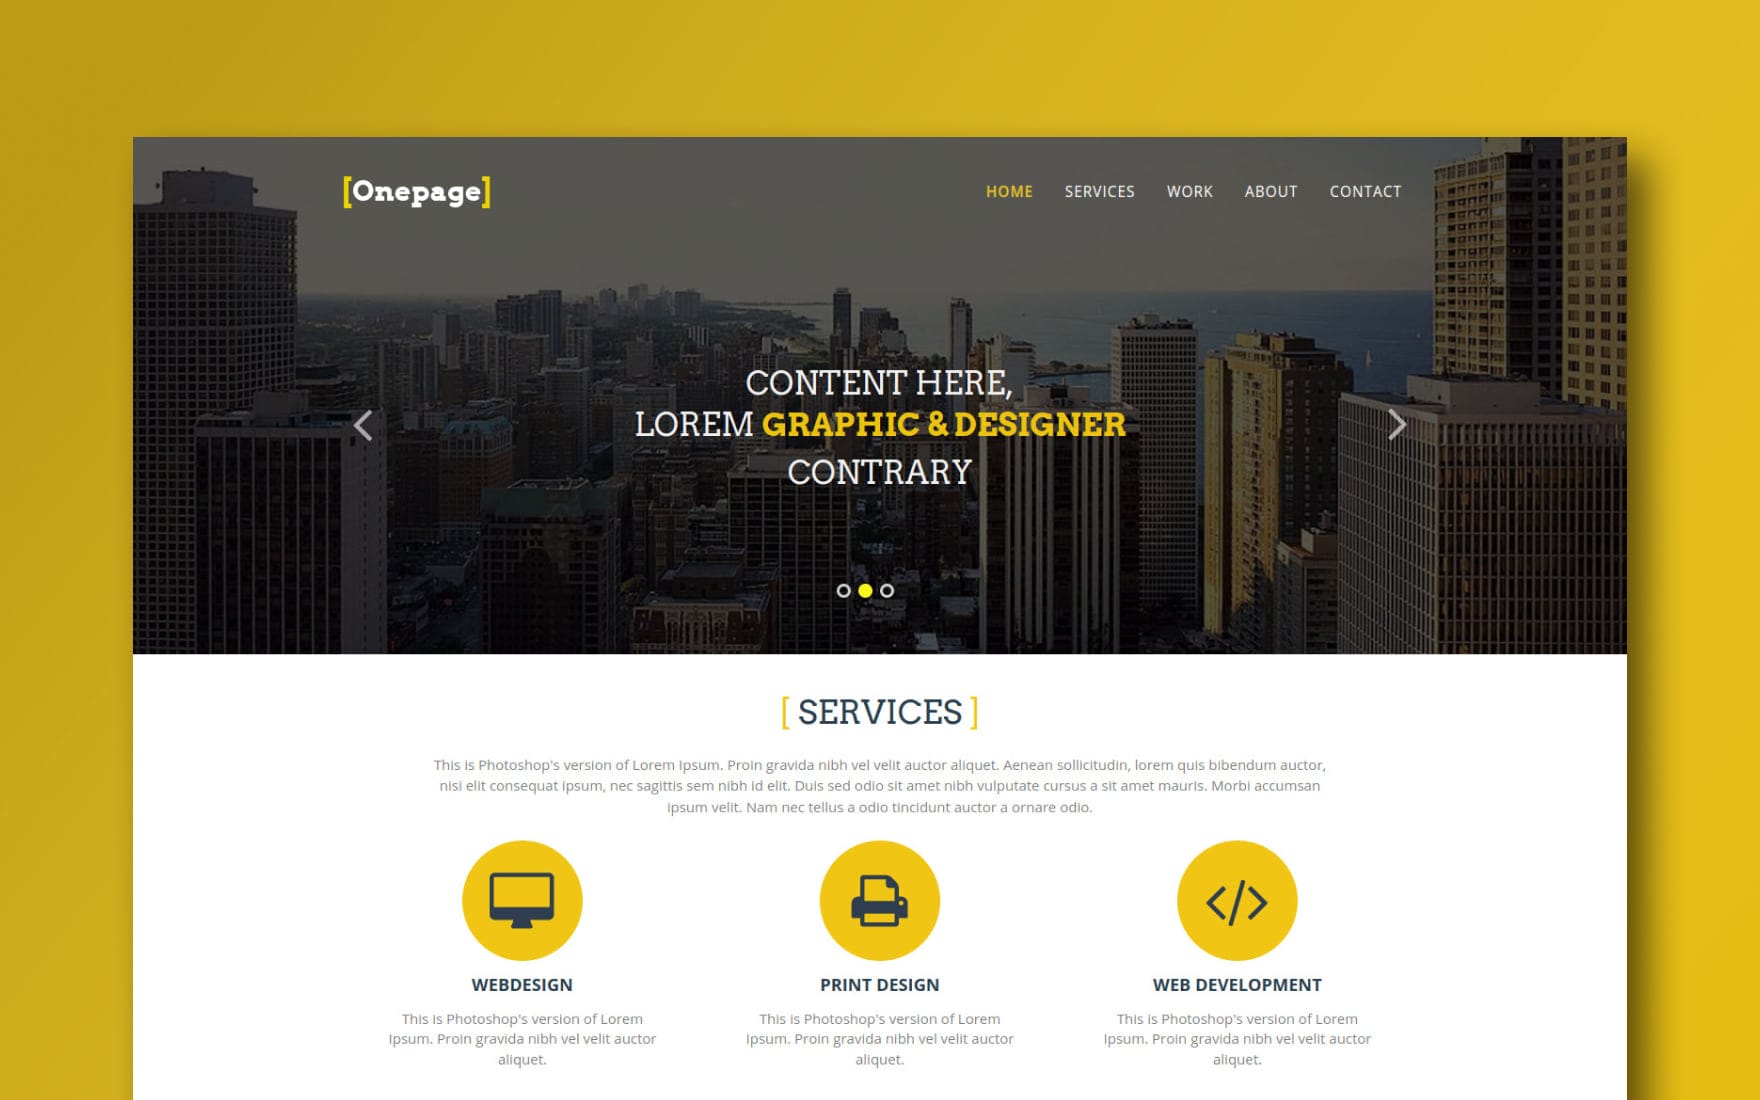 [Onepage]
HOME SERVICES WORK ABOUT CONTACT
CONTENT HERE,
LOREM GRAPHIC & DESIGNER
CONTRARY
[ SERVICES ]
This is Photoshop's version of Lorem Ipsum. Proin gravida nibh vel velit auctor aliquet. Aenean sollicitudin, lorem quis bibendum auctor,
nisi elit consequat ipsum, nec sagittis sem nibh id elit. Duis sed odio sit amet nibh vulputate cursus a sit amet mauris. Morbi accumsan
ipsum velit. Nam nec tellus a odio tincidunt auctor a ornare odio.
WEBDESIGN
This is Photoshop's version of Lorem
Ipsum. Proin gravida nibh vel velit auctor
aliquet.
PRINT DESIGN
This is Photoshop's version of Lorem
Ipsum. Proin gravida nibh vel velit auctor
aliquet.
WEB DEVELOPMENT
This is Photoshop's version of Lorem
Ipsum. Proin gravida nibh vel velit auctor
aliquet.